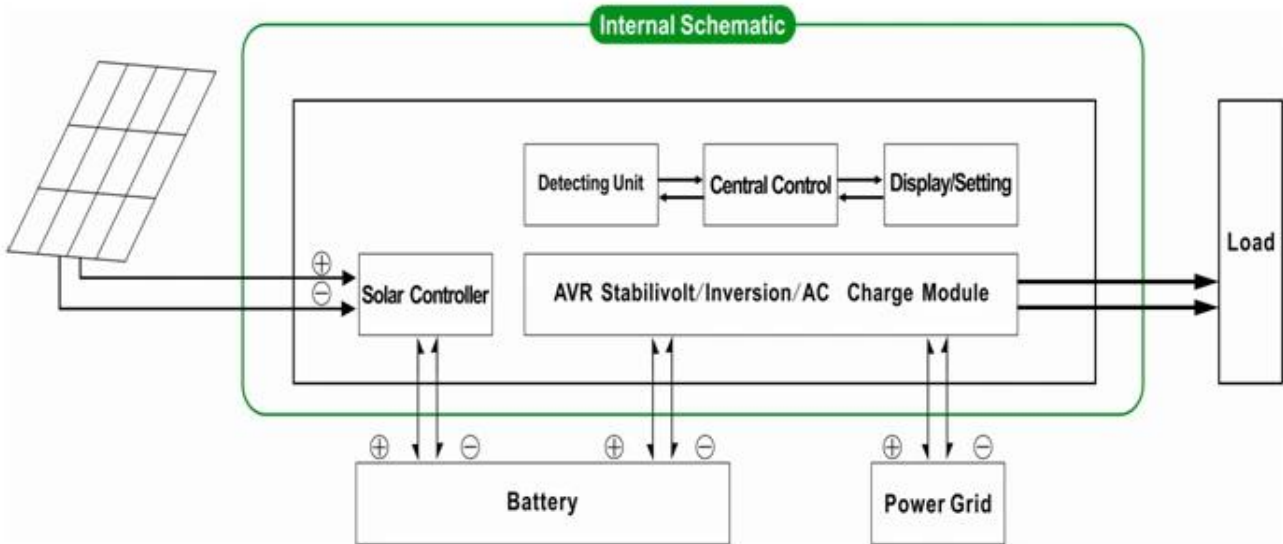 Internal Schematic
Detecting Unit
Central Control
Display/Setting
Load
⊕
⊖
Solar Controller
AVR Stabilivolt/Inversion/AC Charge Module
⊕ ⊖ ⊕ ⊖ ⊕ ⊖
Battery
Power Grid